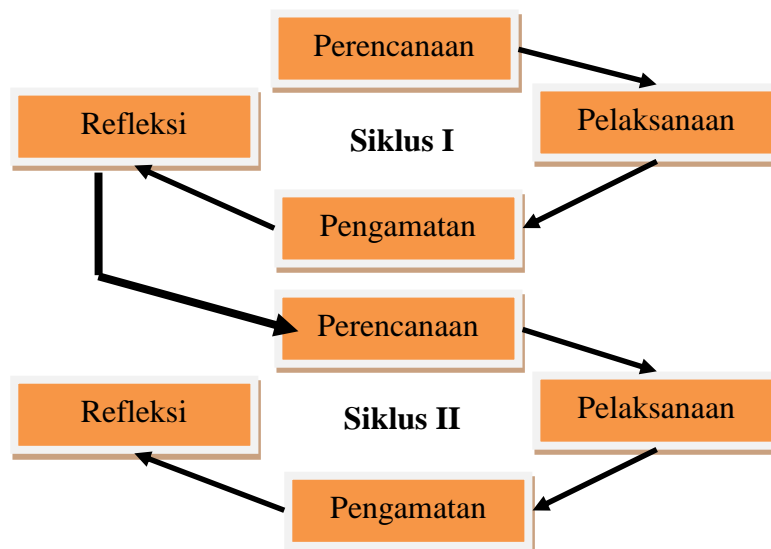 Perencanaan
Refleksi
Siklus I
Pelaksanaan
Pengamatan
Perencanaan
Refleksi
Siklus II
Pelaksanaan
Pengamatan